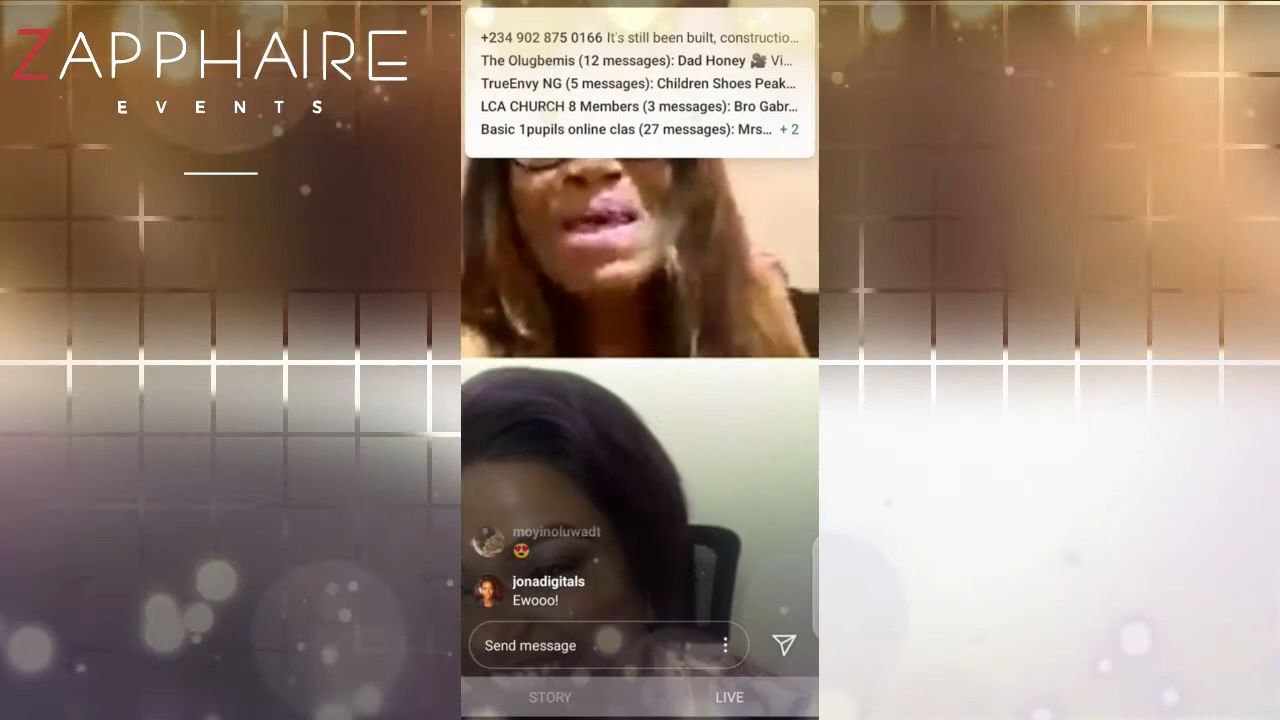 ZAPPHAIRE
EVENTS
+234 902 875 0166 It's still been built, constructio...
The Olugbemis (12 messages): Dad Honey 🎥 Vi...
TrueEnvy NG (5 messages): Children Shoes Peak...
LCA CHURCH 8 Members (3 messages): Bro Gabr...
Basic 1pupils online clas (27 messages): Mrs... + 2
moyinoluwadt
😍
jonadigitals
Ewooo!
Send message
STORY LIVE